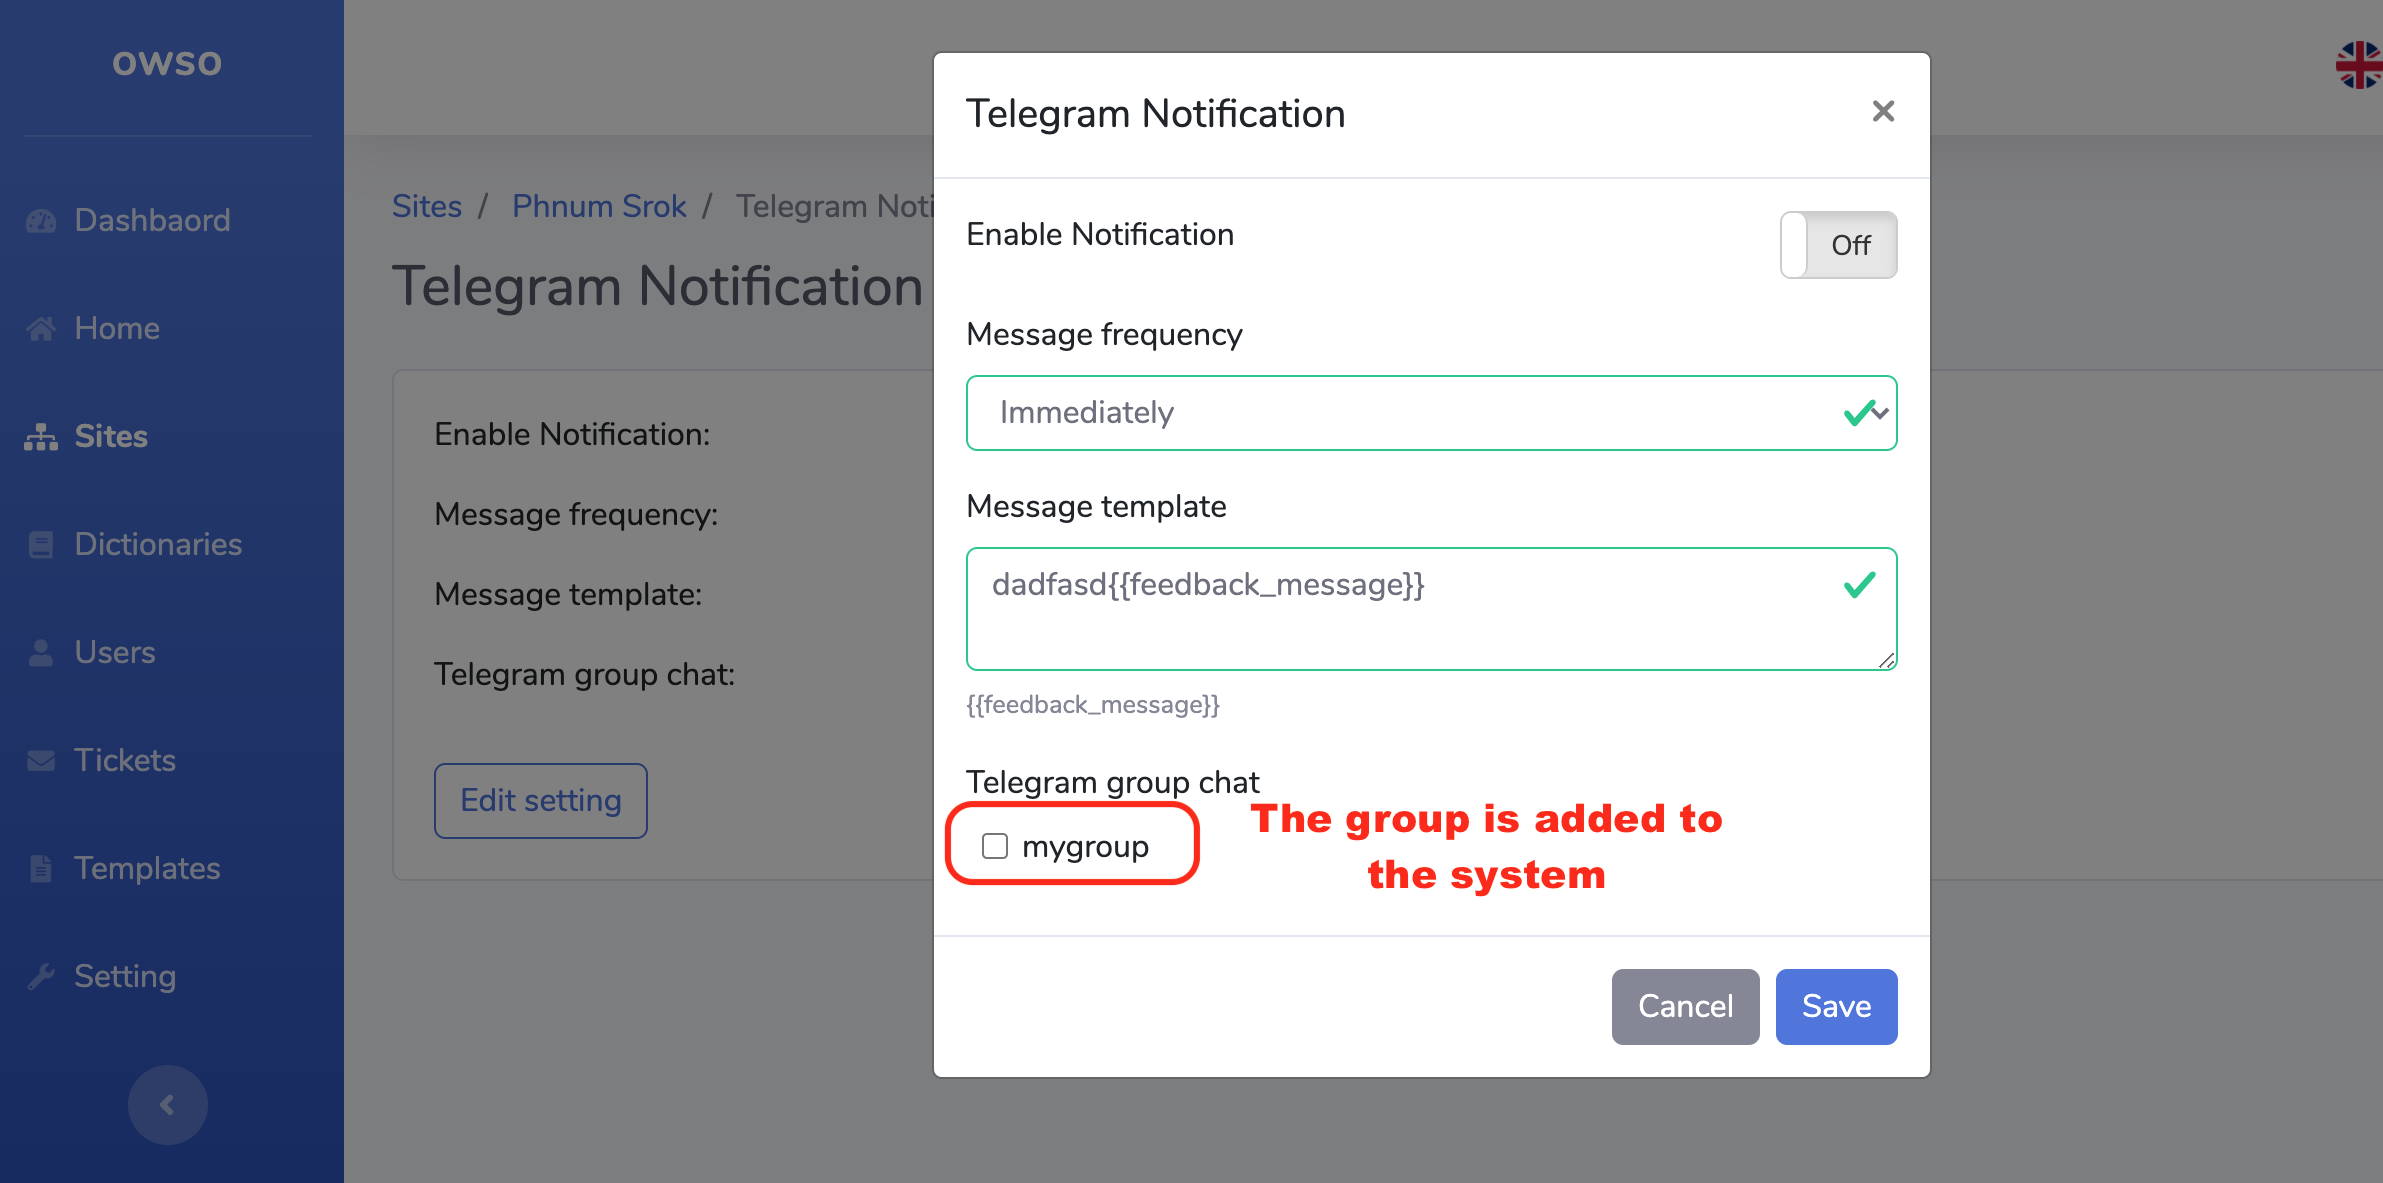 owso
Dashbaord
Home
Sites
Dictionaries
Users
Tickets
Templates
Setting
Sites / Phnum Srok / Telegram Noti
Telegram Notification
Enable Notification:
Message frequency:
Message template:
Telegram group chat:
Edit setting
Telegram Notification
Enable Notification
Off
Message frequency
Immediately
Message template
dadfasd{{feedback_message}}
{{feedback_message}}
Telegram group chat
mygroup
The group is added to
the system
Cancel
Save